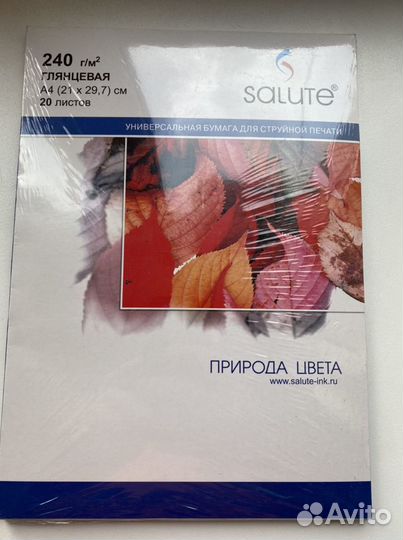 240 г/м²
ГЛЯНЦЕВАЯ
А4 (21 x 29,7) см
20 листов
saLUTe®
УНИВЕРСАЛЬНАЯ БУМАГА ДЛЯ СТРУЙНОЙ ПЕЧАТИ
ПРИРОДА ЦВЕТА
www.salute-ink.ru
Avito